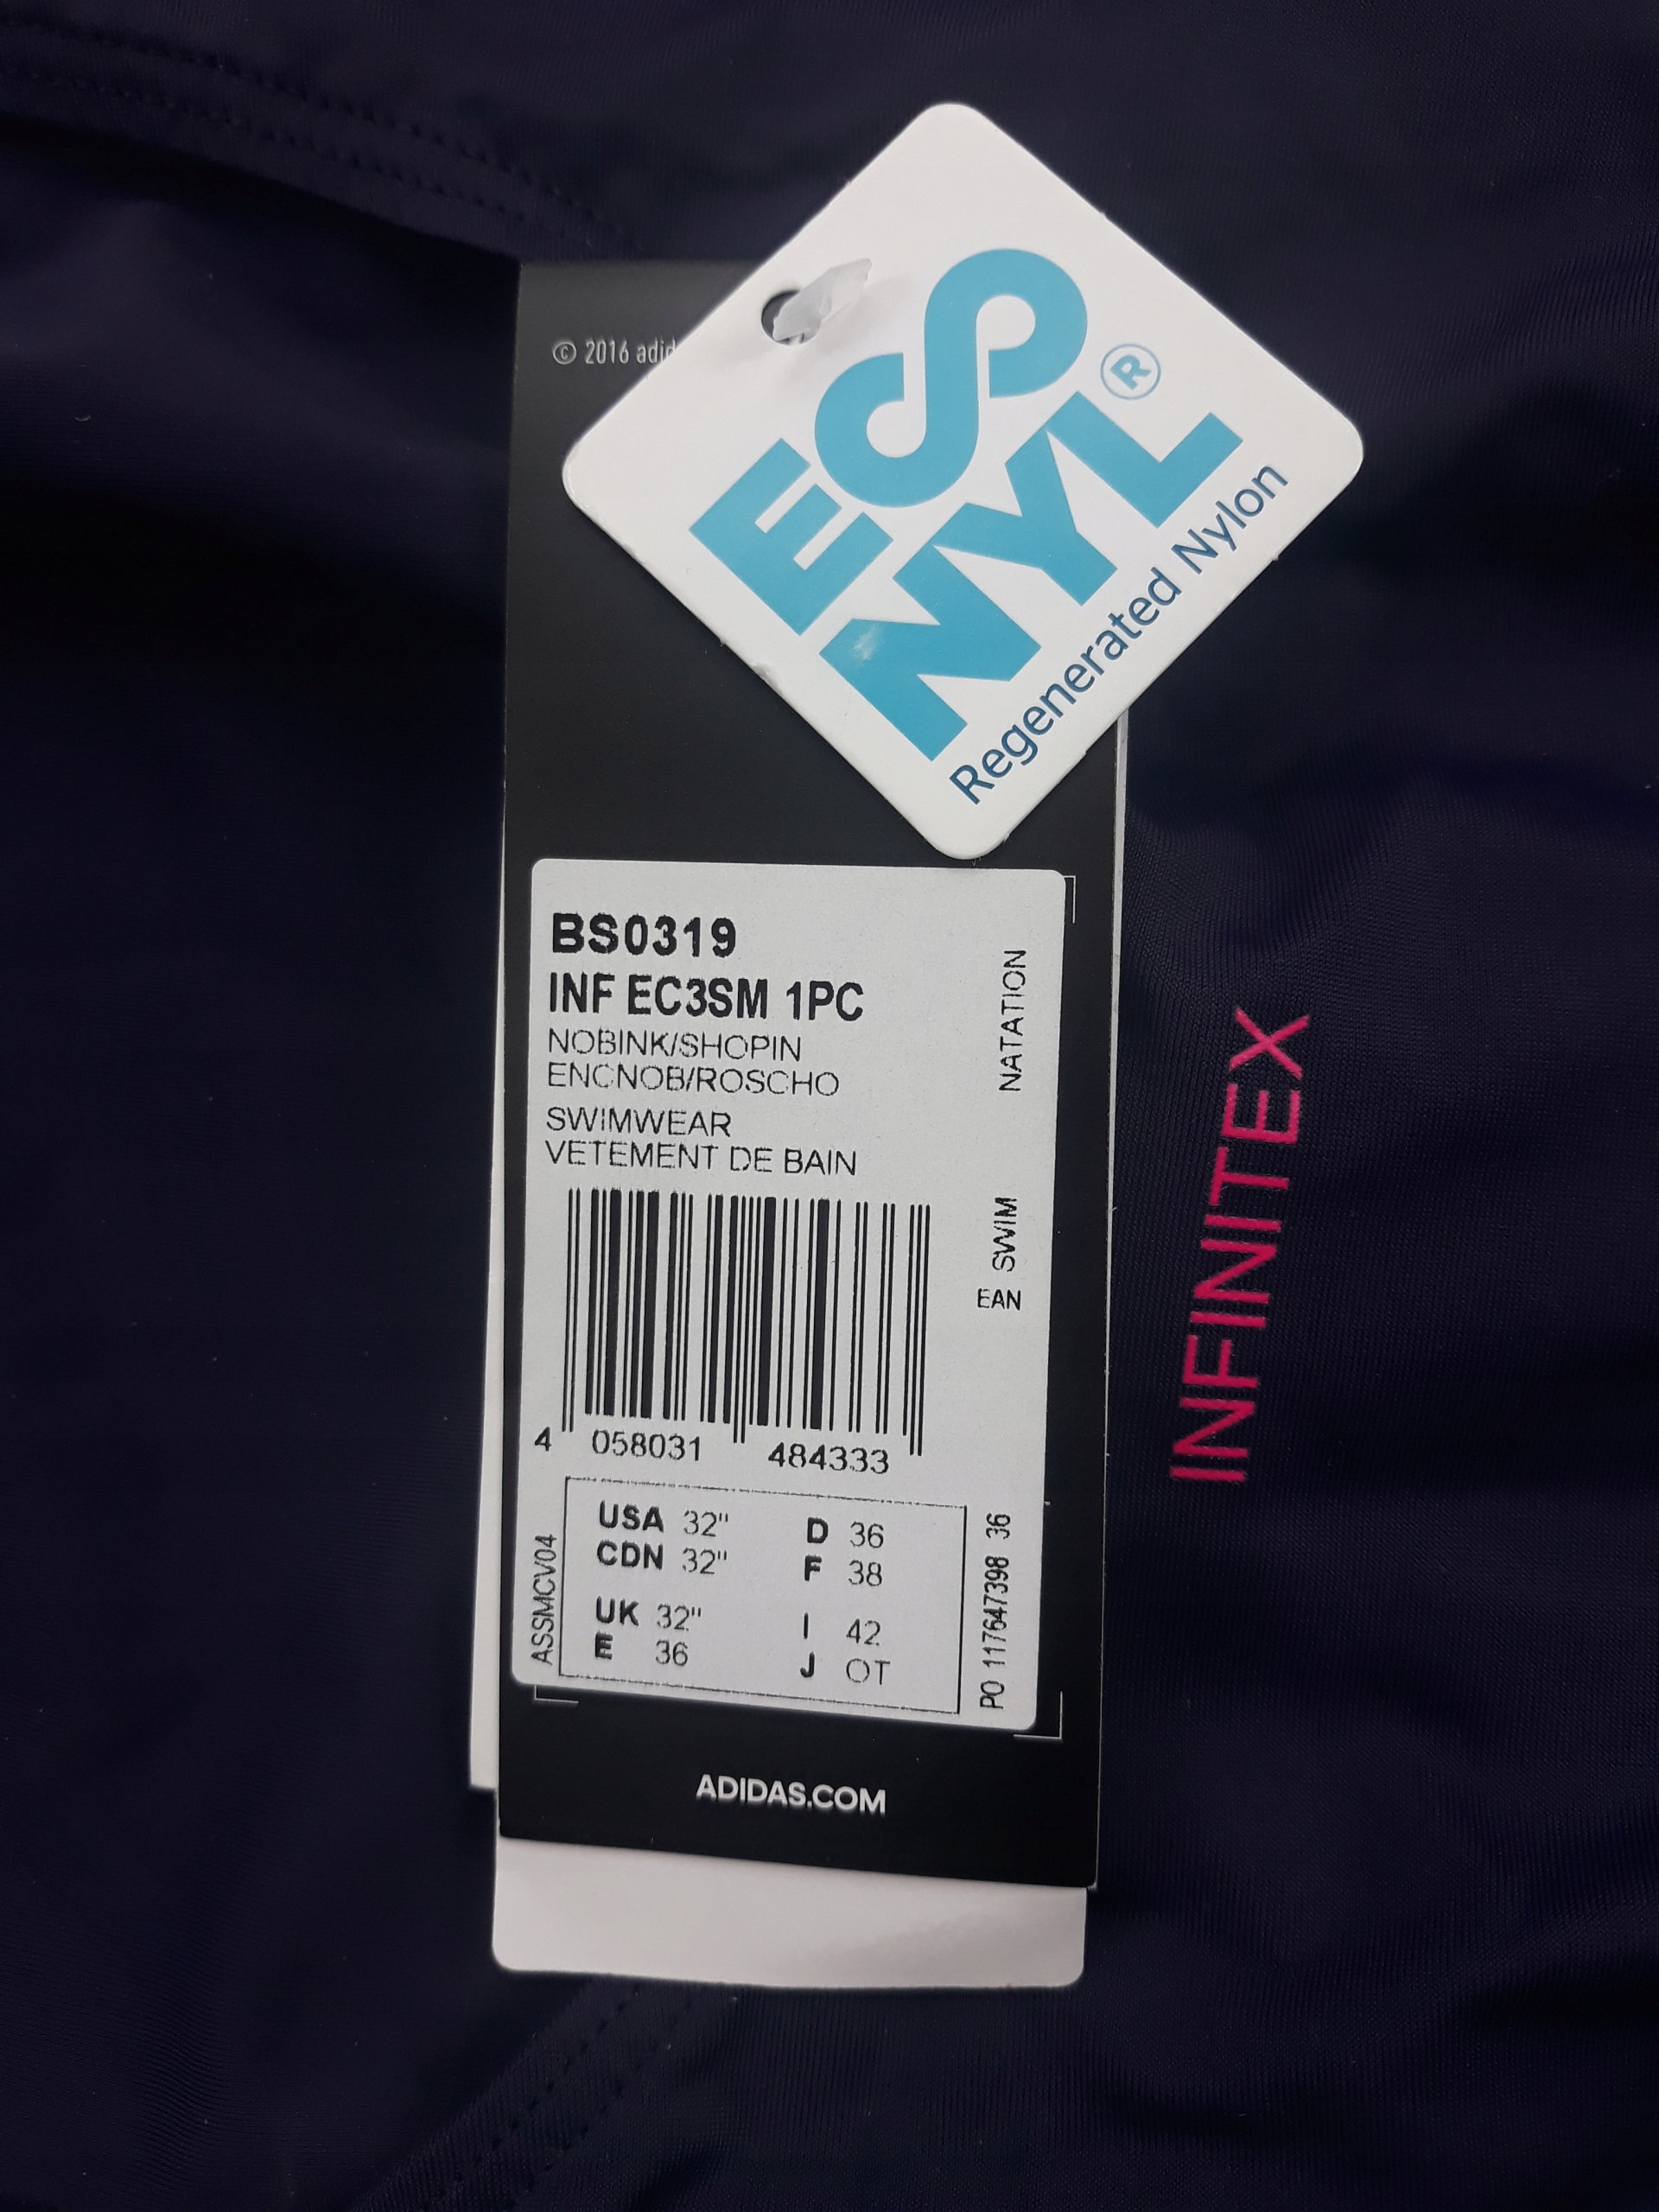 © 2016
ECO
NYL®
Regenerated Nylon
BS0319
INF EC3SM 1PC
NOBINK/SHOPIN
ENCNOB/ROSCHO
SWIMWEAR
VETEMENT DE BAIN
NATATION
SWIM
EAN
4 058031 484333
USA 32" D 36
CDN 32" F 38
UK 32" I 42
E 36 J OT
ASSMCV04
PO 117647398 36
ADIDAS.COM
INFINITEX